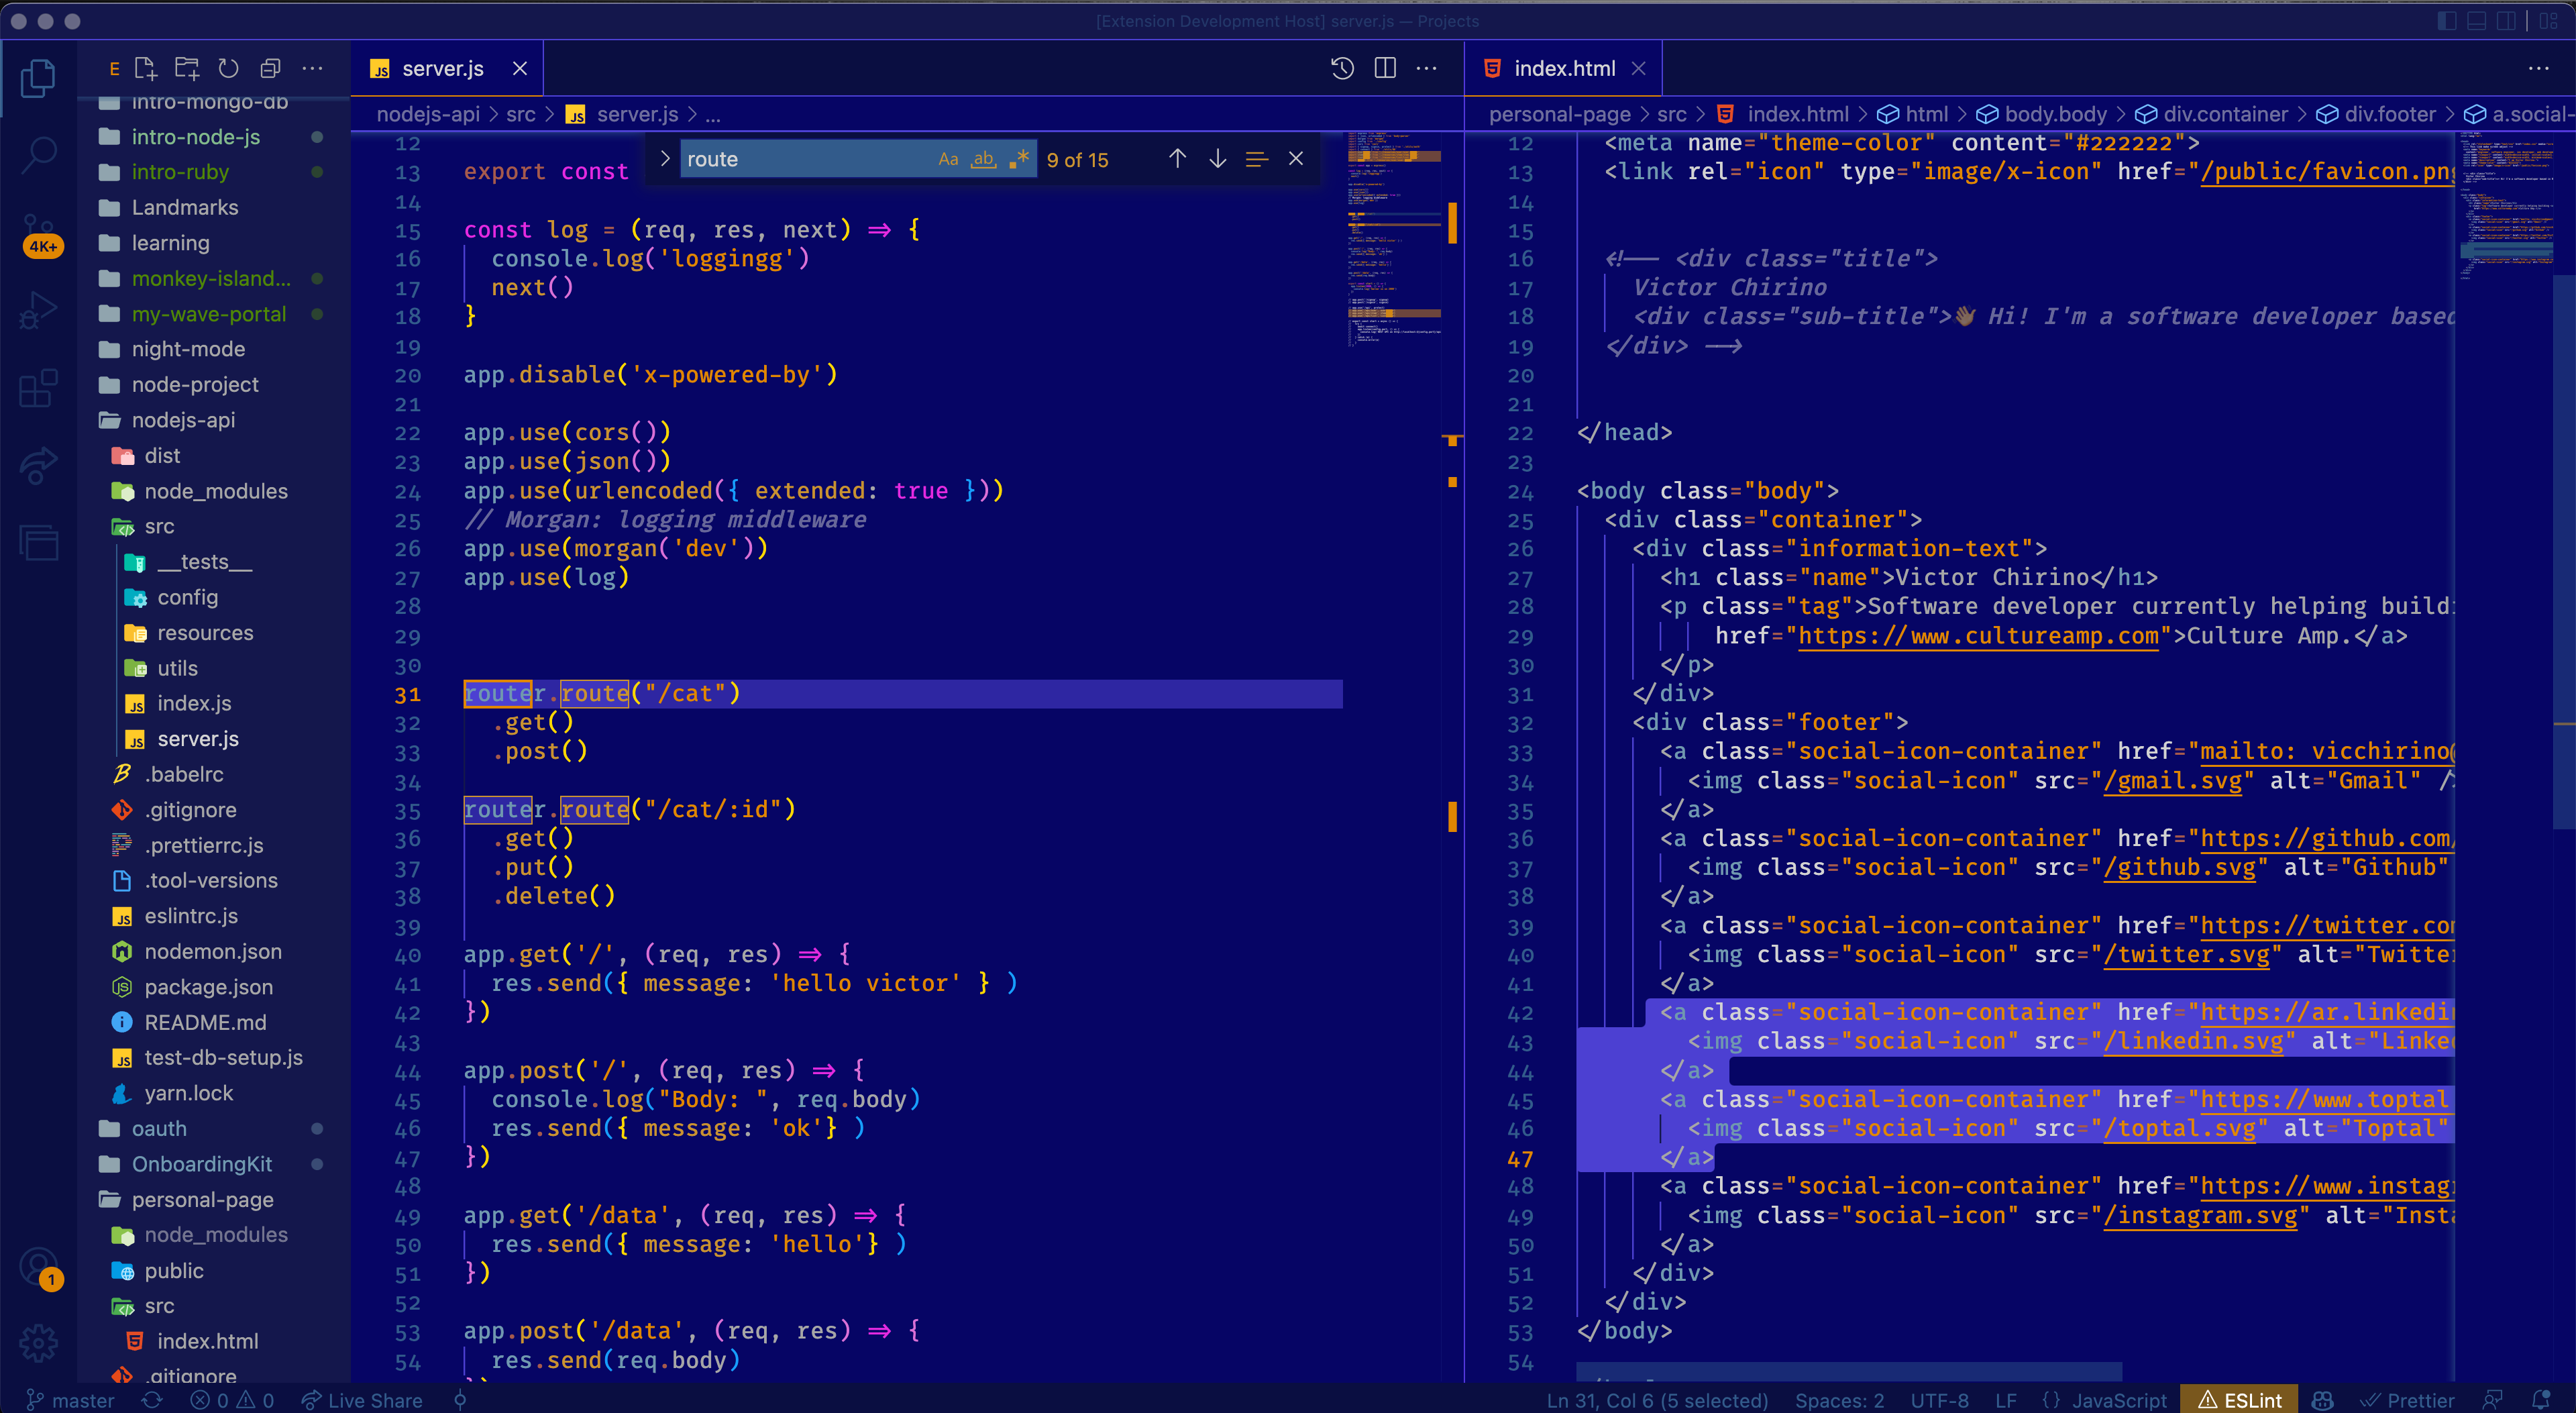 [Extension Development Host] server.js — Projects
E
intro-mongo-db
intro-node-js
intro-ruby
Landmarks
learning
monkey-island...
my-wave-portal
night-mode
node-project
nodejs-api
dist
node_modules
src
__tests__
config
resources
utils
index.js
server.js
.babelrc
.gitignore
.prettierrc.js
.tool-versions
eslintrc.js
nodemon.json
package.json
README.md
test-db-setup.js
yarn.lock
oauth
OnboardingKit
personal-page
node_modules
public
src
index.html
.gitignore
4K+
1
JS server.js
nodejs-api > src > JS server.js > ...
route Aa ab 9 of 15
12
13 export const
14
15 const log = (req, res, next) => {
16 console.log('loggingg')
17 next()
18 }
19
20 app.disable('x-powered-by')
21
22 app.use(cors())
23 app.use(json())
24 app.use(urlencoded({ extended: true }))
25 // Morgan: logging middleware
26 app.use(morgan('dev'))
27 app.use(log)
28
29
30
31 router.route("/cat")
32 .get()
33 .post()
34
35 router.route("/cat/:id")
36 .get()
37 .put()
38 .delete()
39
40 app.get('/', (req, res) => {
41 res.send({ message: 'hello victor' } )
42 })
43
44 app.post('/', (req, res) => {
45 console.log("Body: ", req.body)
46 res.send({ message: 'ok'} )
47 })
48
49 app.get('/data', (req, res) => {
50 res.send({ message: 'hello'} )
51 })
52
53 app.post('/data', (req, res) => {
54 res.send(req.body)
index.html
personal-page > src > index.html > html > body.body > div.container > div.footer > a.social-
12 <meta name="theme-color" content="#222222">
13 <link rel="icon" type="image/x-icon" href="/public/favicon.png
14
15
16 <!-- <div class="title">
17 Victor Chirino
18 <div class="sub-title">👋🏽 Hi! I'm a software developer based
19 </div> -->
20
21
22 </head>
23
24 <body class="body">
25 <div class="container">
26 <div class="information-text">
27 <h1 class="name">Victor Chirino</h1>
28 <p class="tag">Software developer currently helping buildi
29 href="https://www.cultureamp.com">Culture Amp.</a>
30 </p>
31 </div>
32 <div class="footer">
33 <a class="social-icon-container" href="mailto: vicchirino@
34 <img class="social-icon" src="/gmail.svg" alt="Gmail" />
35 </a>
36 <a class="social-icon-container" href="https://github.com/
37 <img class="social-icon" src="/github.svg" alt="Github"
38 </a>
39 <a class="social-icon-container" href="https://twitter.com
40 <img class="social-icon" src="/twitter.svg" alt="Twitter
41 </a>
42 <a class="social-icon-container" href="https://ar.linkedin
43 <img class="social-icon" src="/linkedin.svg" alt="Linked
44 </a>
45 <a class="social-icon-container" href="https://www.toptal
46 <img class="social-icon" src="/toptal.svg" alt="Toptal"
47 </a>
48 <a class="social-icon-container" href="https://www.instag
49 <img class="social-icon" src="/instagram.svg" alt="Insta
50 </a>
51 </div>
52 </div>
53 </body>
54
master 0 0 Live Share
Ln 31, Col 6 (5 selected) Spaces: 2 UTF-8 LF {} JavaScript ESLint Prettier